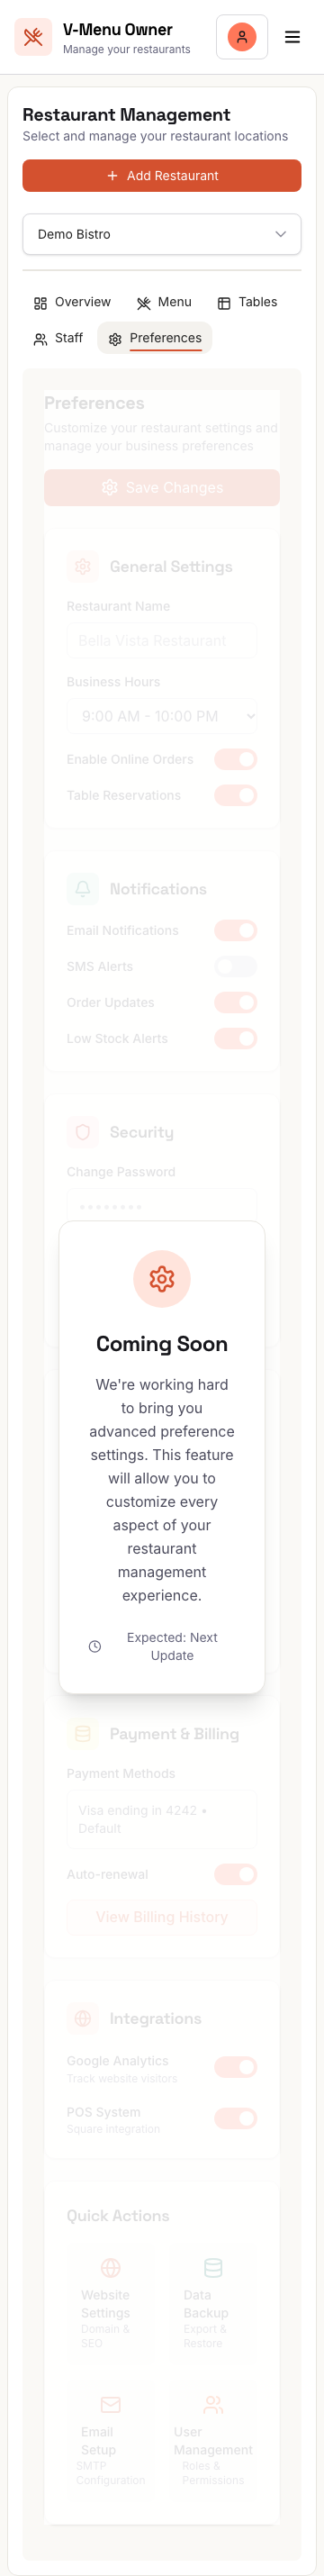 V-Menu Owner
Manage your restaurants
Restaurant Management
Select and manage your restaurant locations
+ Add Restaurant
Demo Bistro
Overview
Menu
Tables
Staff
Preferences
Preferences
Customize your restaurant settings and
manage your business preferences
Save Changes
General Settings
Restaurant Name
Bella Vista Restaurant
Business Hours
9:00 AM - 10:00 PM
Enable Online Orders
Table Reservations
Notifications
Email Notifications
SMS Alerts
Order Updates
Low Stock Alerts
Security
Change Password
••••••••
Coming Soon
We're working hard
to bring you
advanced preference
settings. This feature
will allow you to
customize every
aspect of your
restaurant
management
experience.
Expected: Next
Update
Payment & Billing
Payment Methods
Visa ending in 4242 •
Default
Auto-renewal
View Billing History
Integrations
Google Analytics
Track website visitors
POS System
Square integration
Quick Actions
Website
Settings
Domain &
SEO
Data
Backup
Export &
Restore
Email
Setup
SMTP
Configuration
User
Management
Roles &
Permissions